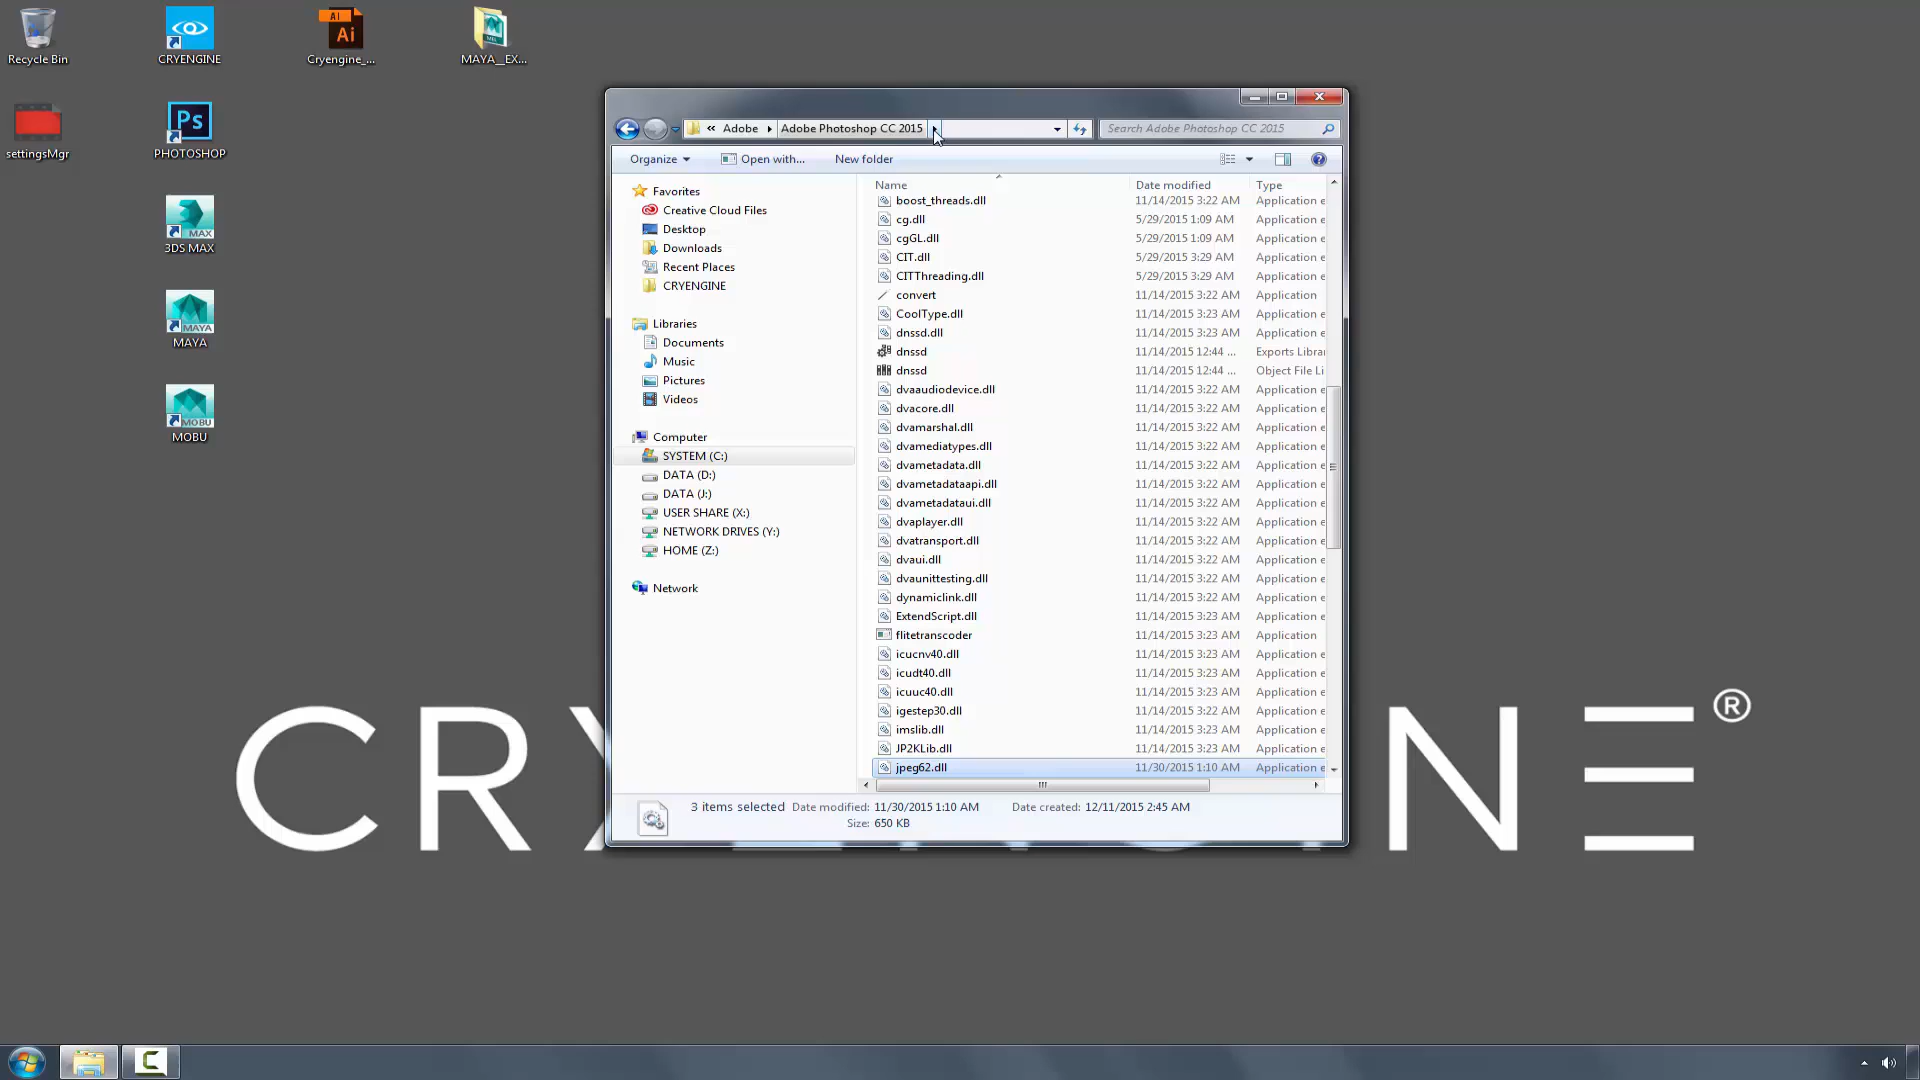 Recycle Bin
CRYENGINE
Ai
Ai
Cryengine_...
MAYA__EX...
settingsMgr
Ps
PHOTOSHOP
MAX
3DS MAX
MAYA
MAYA
MOBU
MOBU
« Adobe Adobe Photoshop CC 2015
Search Adobe Photoshop CC 2015
Organize Open with... New folder
Favorites
Creative Cloud Files
Desktop
Downloads
Recent Places
CRYENGINE
Libraries
Documents
Music
Pictures
Videos
Computer
SYSTEM (C:)
DATA (D:)
DATA (J:)
USER SHARE (X:)
NETWORK DRIVES (Y:)
HOME (Z:)
Network
Name Date modified Type
boost_threads.dll 11/14/2015 3:22 AM Application e
cg.dll 5/29/2015 1:09 AM Application e
cgGL.dll 5/29/2015 1:09 AM Application e
CIT.dll 5/29/2015 3:29 AM Application e
CITThreading.dll 5/29/2015 3:29 AM Application e
convert 11/14/2015 3:22 AM Application
CoolType.dll 11/14/2015 3:22 AM Application e
dnssd.dll 11/14/2015 3:23 AM Application e
dnssd 11/14/2015 12:44 ... Exports Libra
dnssd 11/14/2015 12:44 ... Object File Li
dvaaudiodevice.dll 11/14/2015 3:22 AM Application e
dvacore.dll 11/14/2015 3:22 AM Application e
dvamarshal.dll 11/14/2015 3:22 AM Application e
dvamediatypes.dll 11/14/2015 3:22 AM Application e
dvametadata.dll 11/14/2015 3:22 AM Application e
dvametadataapi.dll 11/14/2015 3:22 AM Application e
dvametadataui.dll 11/14/2015 3:22 AM Application e
dvaplayer.dll 11/14/2015 3:22 AM Application e
dvatransport.dll 11/14/2015 3:22 AM Application e
dvaui.dll 11/14/2015 3:22 AM Application e
dvaunittesting.dll 11/14/2015 3:22 AM Application e
dynamiclink.dll 11/14/2015 3:22 AM Application e
ExtendScript.dll 11/14/2015 3:23 AM Application e
flitetranscoder 11/14/2015 3:23 AM Application
icucnv40.dll 11/14/2015 3:23 AM Application e
icudt40.dll 11/14/2015 3:23 AM Application e
icuuc40.dll 11/14/2015 3:23 AM Application e
igestep30.dll 11/14/2015 3:22 AM Application e
imslib.dll 11/14/2015 3:23 AM Application e
JP2KLib.dll 11/14/2015 3:23 AM Application e
jpeg62.dll 11/30/2015 1:10 AM Application e
3 items selected Date modified: 11/30/2015 1:10 AM Date created: 12/11/2015 2:45 AM
Size: 650 KB
CRY NE®